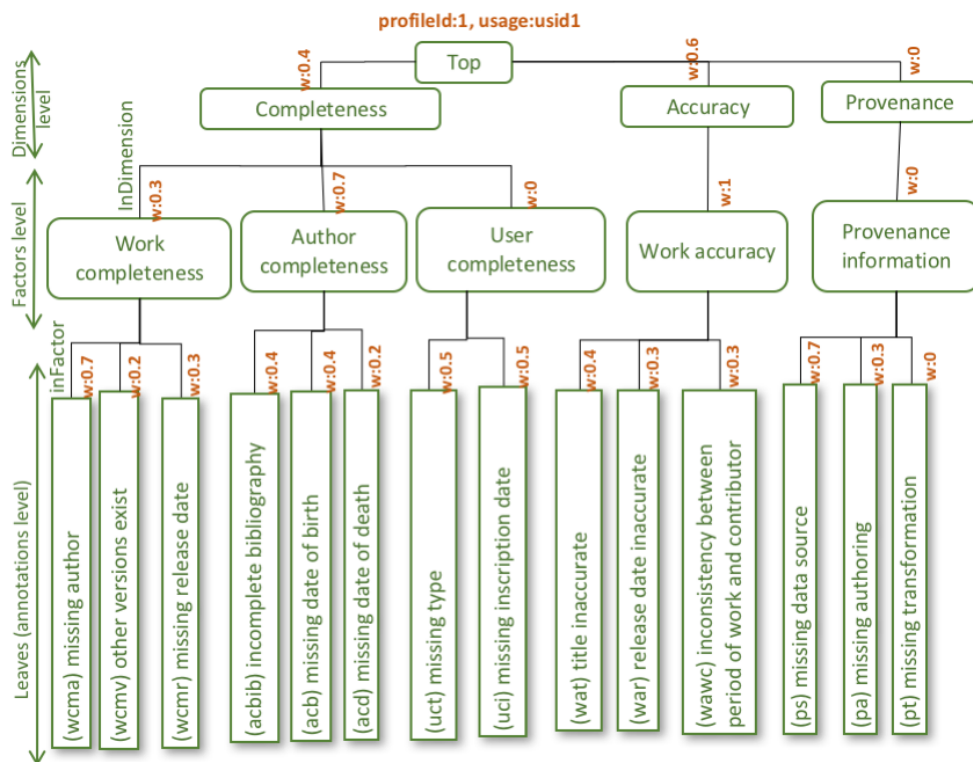 profileId:1, usage:usid1
Top
w:0.4
w:0.6
w:0
Dimensions
level
Completeness
Accuracy
Provenance
InDimension
w:0.3
w:0.7
w:0
w:1
w:0
Factors level
Work
completeness
Author
completeness
User
completeness
Work accuracy
Provenance
information
inFactor
w:0.7
w:0.2
w:0.3
w:0.4
w:0.4
w:0.2
w:0.5
w:0.5
w:0.4
w:0.3
w:0.3
w:0.7
w:0.3
w:0
Leaves (annotations level)
(wcma) missing author
(wcmv) other versions exist
(wcmr) missing release date
(acbib) incomplete bibliography
(acb) missing date of birth
(acd) missing date of death
(uct) missing type
(uci) missing inscription date
(wat) title inaccurate
(war) release date inaccurate
(wawc) inconsistency between
period of work and contributor
(ps) missing data source
(pa) missing authoring
(pt) missing transformation